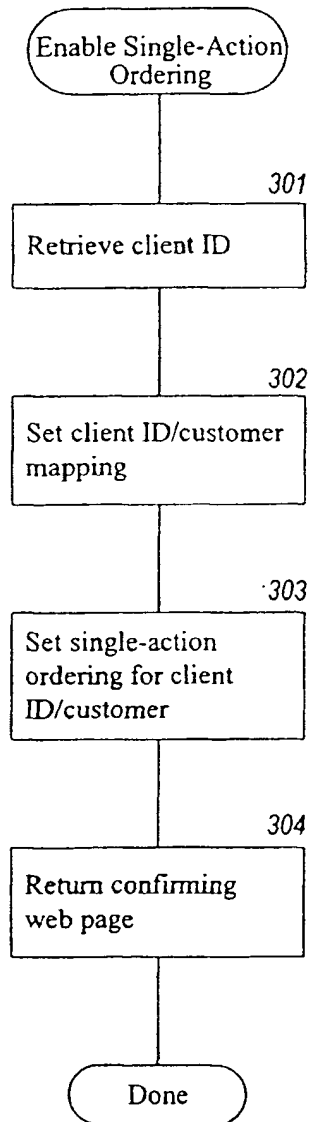 Enable Single-Action
Ordering
301
Retrieve client ID
302
Set client ID/customer
mapping
303
Set single-action
ordering for client
ID/customer
304
Return confirming
web page
Done